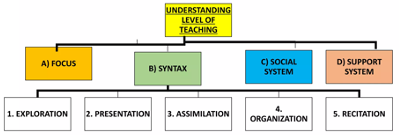 UNDERSTANDING
LEVEL OF
TEACHING
A) FOCUS
B) SYNTAX
C) SOCIAL
SYSTEM
D) SUPPORT
SYSTEM
1. EXPLORATION
2. PRESENTATION
3. ASSIMILATION
4.
ORGANIZATION
5. RECITATION